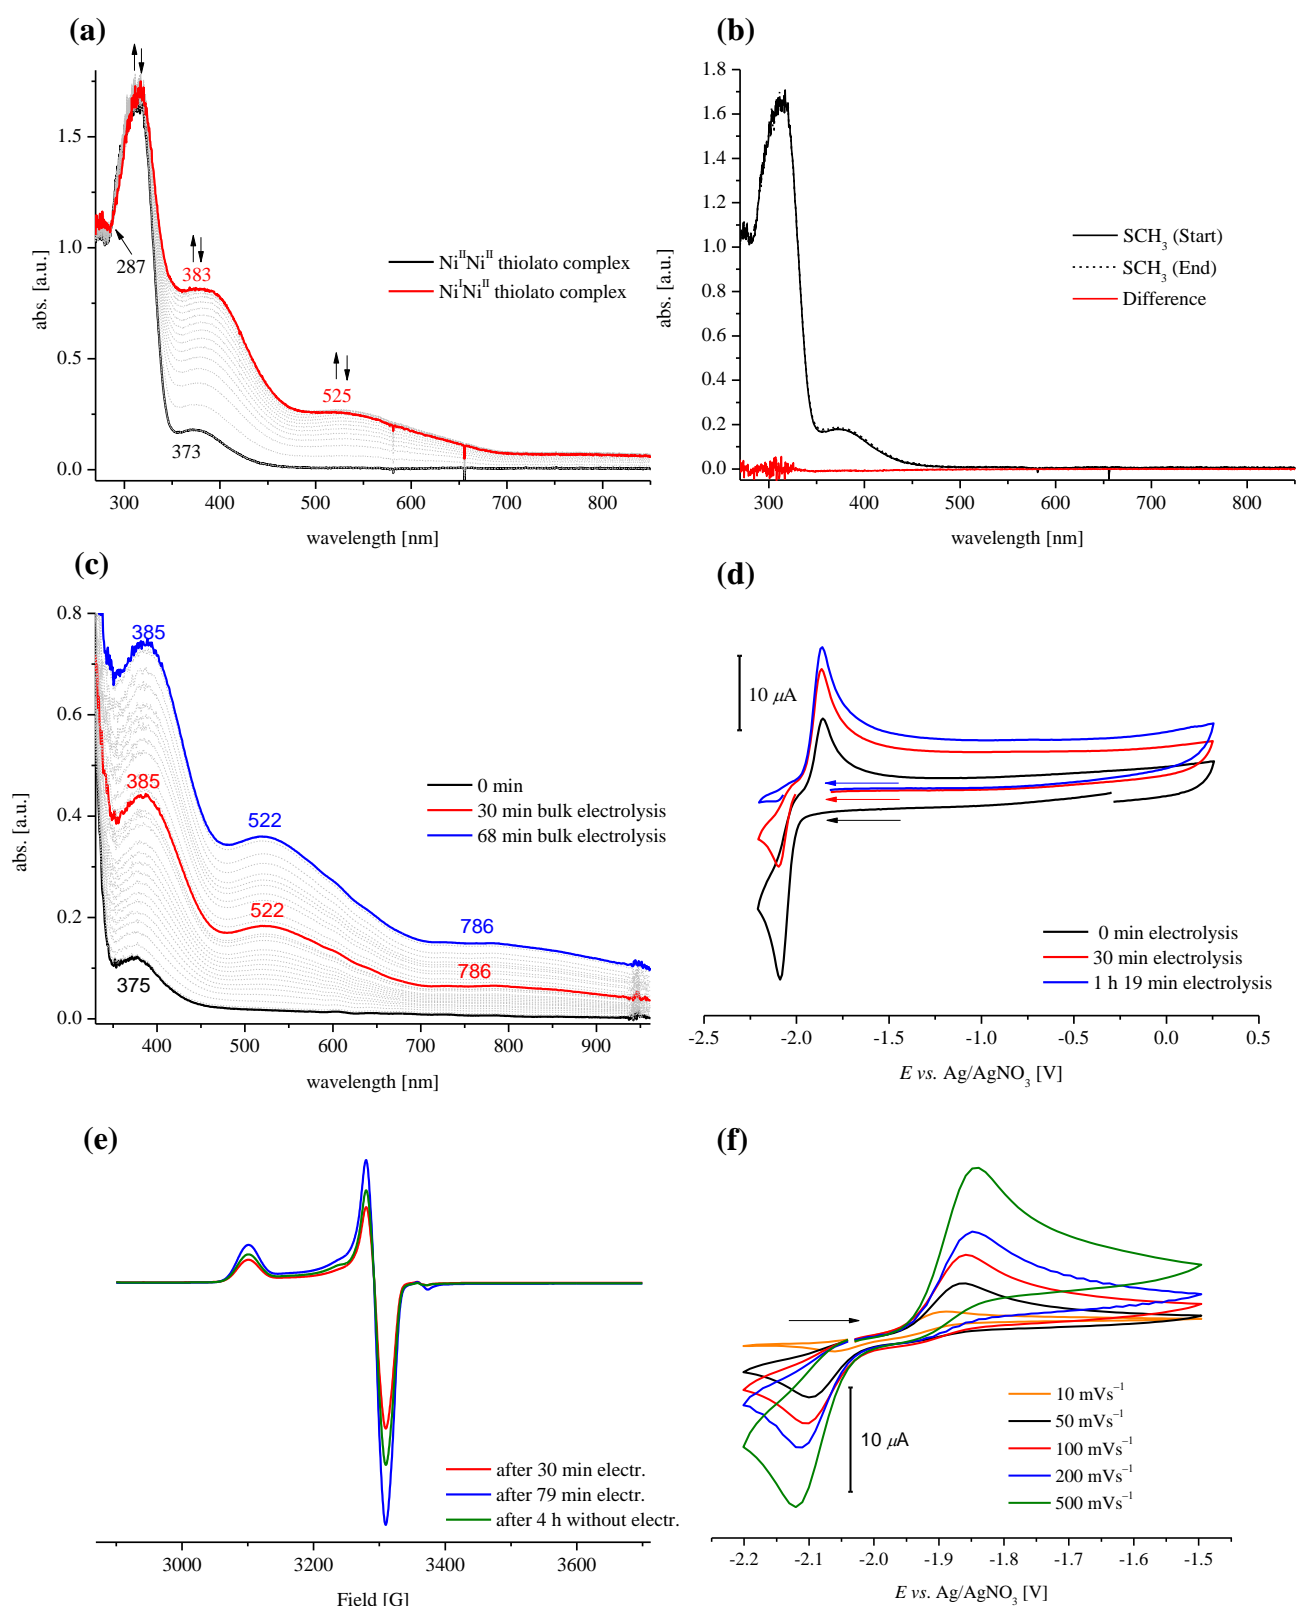 (a)
1.5
1.0
0.5
0.0
abs. [a.u.]
287
373
383
525
Ni^II Ni^II thiolato complex
Ni^I Ni^II thiolato complex
300 400 500 600 700 800
wavelength [nm]
(b)
1.8
1.6
1.4
1.2
1.0
0.8
0.6
0.4
0.2
0.0
abs. [a.u.]
SCH3 (Start)
SCH3 (End)
Difference
300 400 500 600 700 800
wavelength [nm]
(c)
0.8
0.6
0.4
0.2
0.0
abs. [a.u.]
385
385
375
522
522
786
786
0 min
30 min bulk electrolysis
68 min bulk electrolysis
400 500 600 700 800 900
wavelength [nm]
(d)
10 µA
0 min electrolysis
30 min electrolysis
1 h 19 min electrolysis
-2.5 -2.0 -1.5 -1.0 -0.5 0.0 0.5
E vs. Ag/AgNO3 [V]
(e)
after 30 min electr.
after 79 min electr.
after 4 h without electr.
3000 3200 3400 3600
Field [G]
(f)
10 µA
10 mVs⁻¹
50 mVs⁻¹
100 mVs⁻¹
200 mVs⁻¹
500 mVs⁻¹
-2.2 -2.1 -2.0 -1.9 -1.8 -1.7 -1.6 -1.5
E vs. Ag/AgNO3 [V]